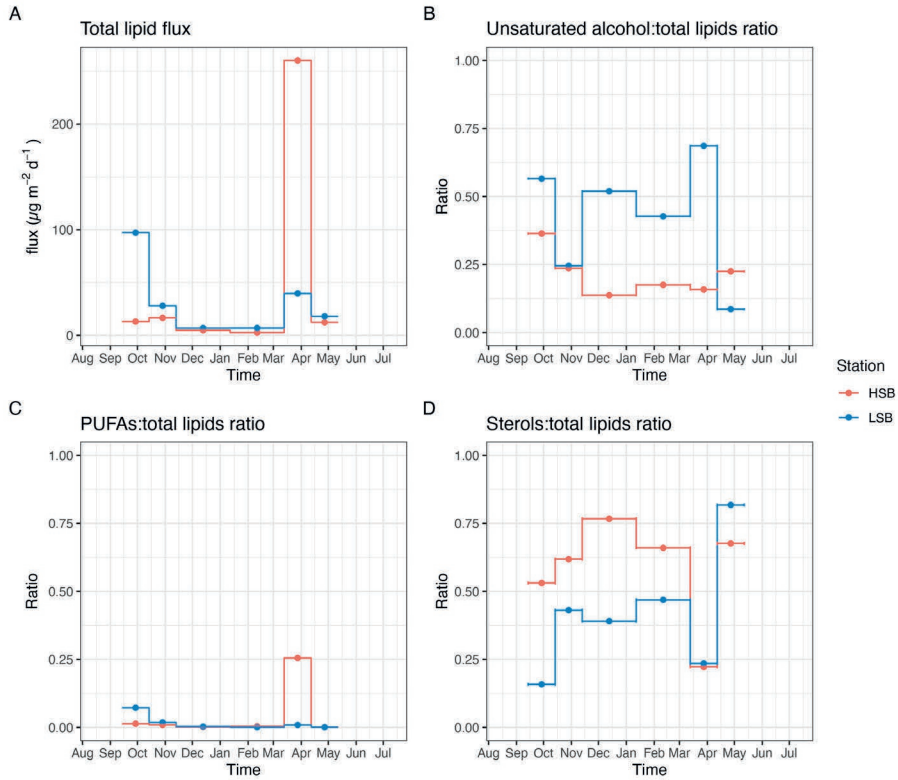 A
Total lipid flux
flux (µg m−2 d−1 )
200
100
0
Aug Sep Oct Nov Dec Jan Feb Mar Apr May Jun Jul
Time
B
Unsaturated alcohol:total lipids ratio
Ratio
1.00
0.75
0.50
0.25
0.00
Aug Sep Oct Nov Dec Jan Feb Mar Apr May Jun Jul
Time
C
PUFAs:total lipids ratio
Ratio
1.00
0.75
0.50
0.25
0.00
Aug Sep Oct Nov Dec Jan Feb Mar Apr May Jun Jul
Time
D
Sterols:total lipids ratio
Ratio
1.00
0.75
0.50
0.25
0.00
Aug Sep Oct Nov Dec Jan Feb Mar Apr May Jun Jul
Time
Station
HSB
LSB